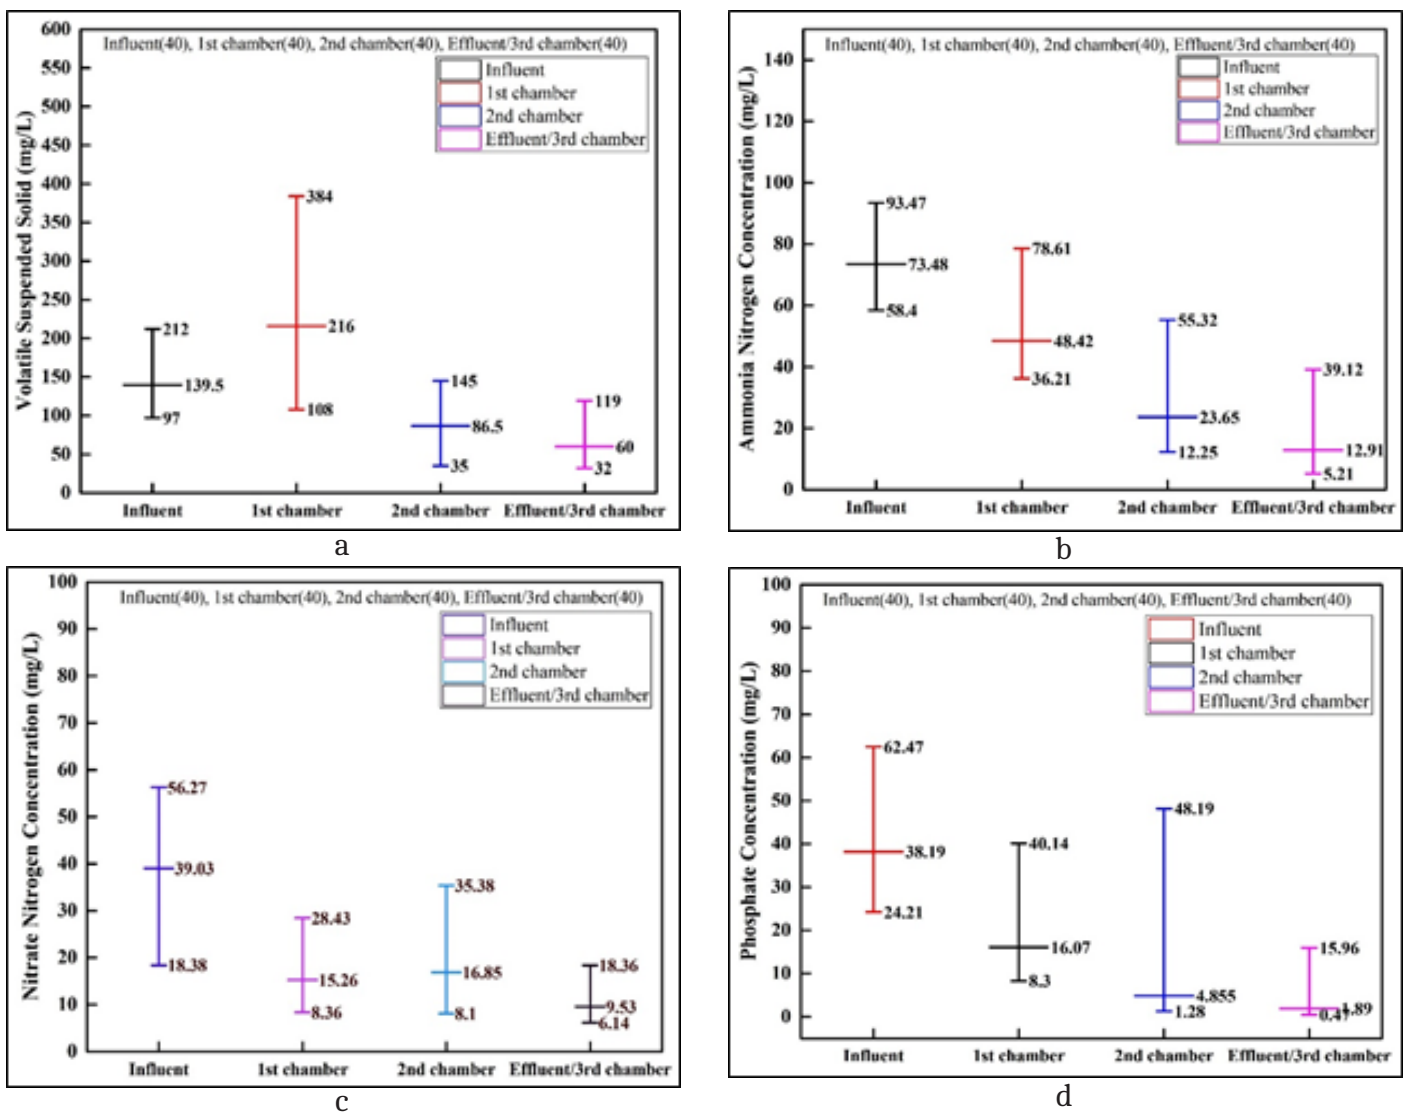 Influent(40), 1st chamber(40), 2nd chamber(40), Effluent/3rd chamber(40)
Influent
1st chamber
2nd chamber
Effluent/3rd chamber
Volatile Suspended Solid (mg/L)
600
550
500
450
400
350
300
250
200
150
100
50
0
212
139.5
97
384
216
108
145
86.5
35
119
60
32
Influent 1st chamber 2nd chamber Effluent/3rd chamber
a
Influent(40), 1st chamber(40), 2nd chamber(40), Effluent/3rd chamber(40)
Influent
1st chamber
2nd chamber
Effluent/3rd chamber
Ammonia Nitrogen Concentration (mg/L)
140
120
100
80
60
40
20
0
93.47
73.48
58.4
78.61
48.42
36.21
55.32
23.65
12.25
39.12
12.91
5.21
Influent 1st chamber 2nd chamber Effluent/3rd chamber
b
Influent(40), 1st chamber(40), 2nd chamber(40), Effluent/3rd chamber(40)
Influent
1st chamber
2nd chamber
Effluent/3rd chamber
Nitrate Nitrogen Concentration (mg/L)
100
90
80
70
60
50
40
30
20
10
0
56.27
39.03
18.38
28.43
15.26
8.36
35.38
16.85
8.1
18.36
9.53
6.14
Influent 1st chamber 2nd chamber Effluent/3rd chamber
c
Influent(40), 1st chamber(40), 2nd chamber(40), Effluent/3rd chamber(40)
Influent
1st chamber
2nd chamber
Effluent/3rd chamber
Phosphate Concentration (mg/L)
100
90
80
70
60
50
40
30
20
10
0
62.47
38.19
24.21
40.14
16.07
8.3
48.19
4.855
1.28
15.96
1.89
0.47
Influent 1st chamber 2nd chamber Effluent/3rd chamber
d